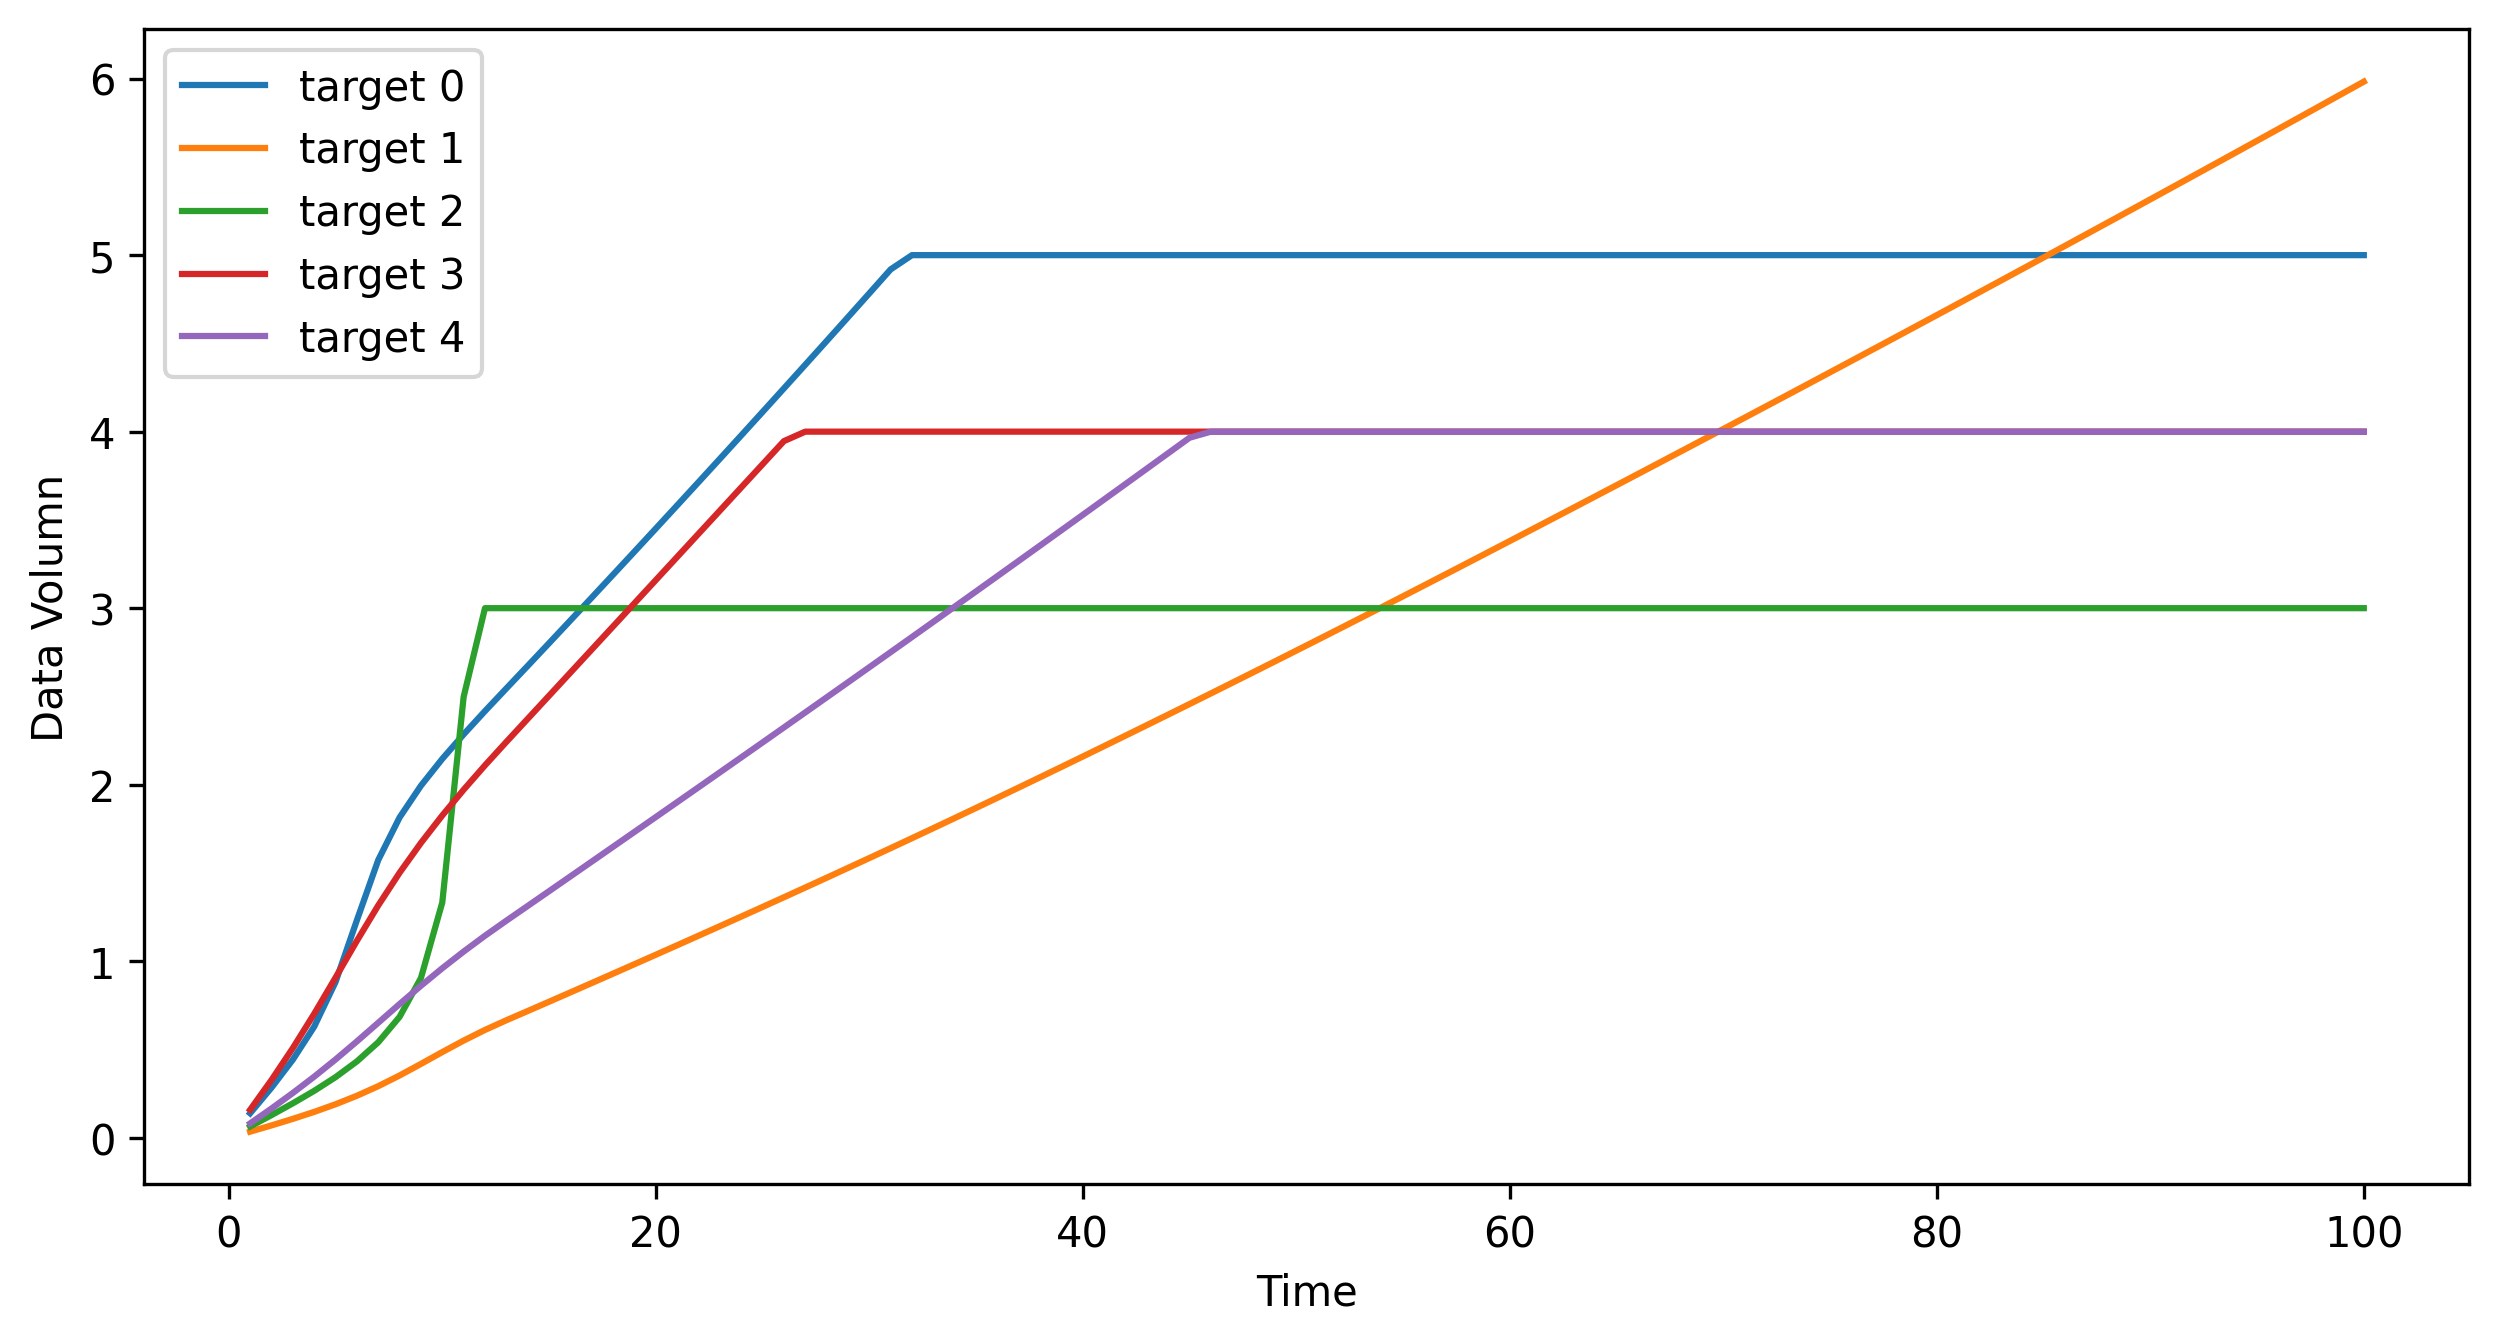 target 0
target 1
target 2
target 3
target 4
6
5
4
3
2
1
0
Data Volumn
0 20 40 60 80 100
Time